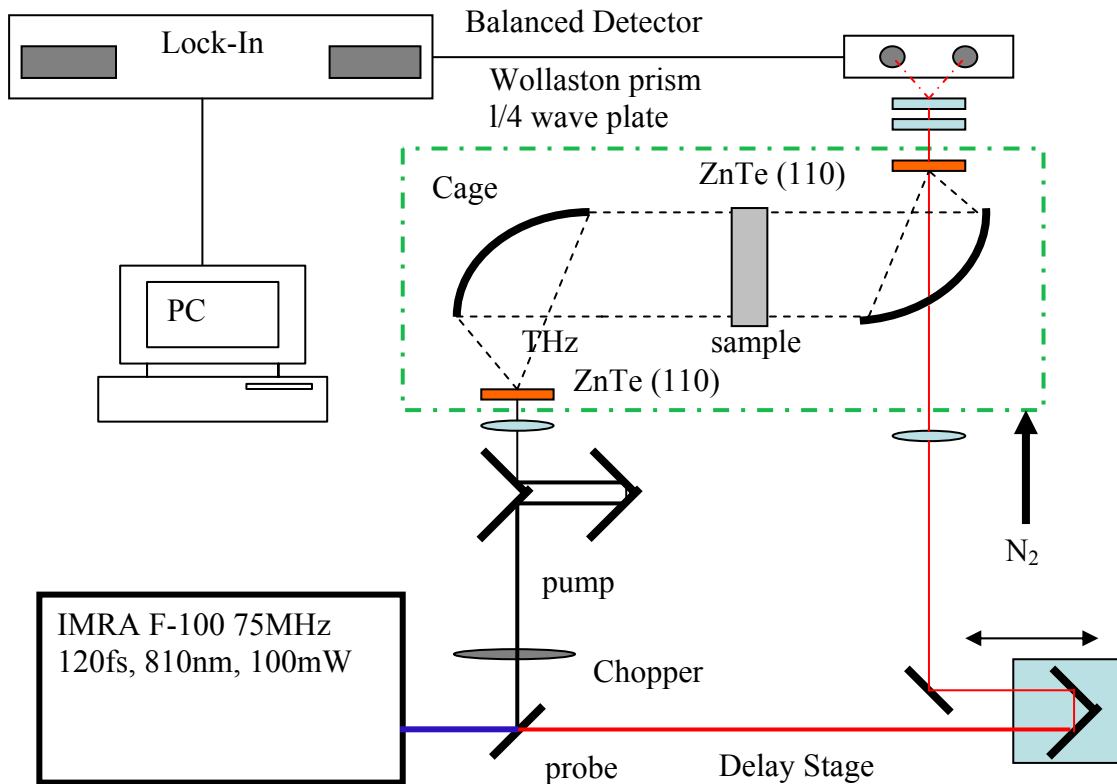 Lock-In
Balanced Detector
Wollaston prism
l/4 wave plate
Cage
ZnTe (110)
PC
THz
sample
ZnTe (110)
N₂
pump
IMRA F-100 75MHz
120fs, 810nm, 100mW
Chopper
probe
Delay Stage